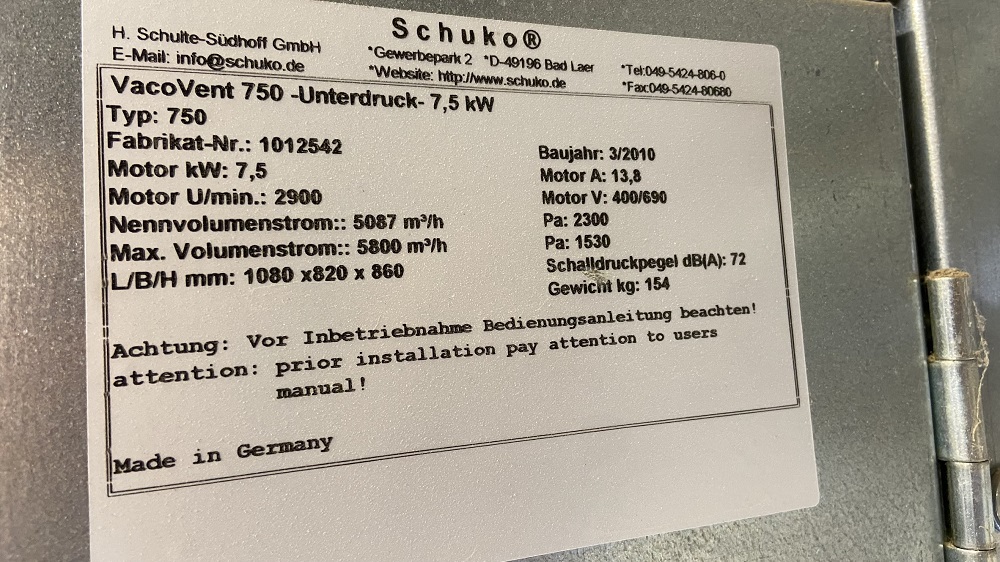 Schuko®
H. Schulte-Südhoff GmbH
*Gewerbepark 2 *D-49196 Bad Laer
*Tel:049-5424-806-0
E-Mail: info@schuko.de
*Website: http://www.schuko.de
*Fax:049-5424-80680
VacoVent 750 -Unterdruck- 7,5 kW
Typ: 750
Fabrikat-Nr.: 1012542
Baujahr: 3/2010
Motor kW: 7,5
Motor A: 13,8
Motor U/min.: 2900
Motor V: 400/690
Nennvolumenstrom:: 5087 m³/h
Pa: 2300
Max. Volumenstrom:: 5800 m³/h
Pa: 1530
L/B/H mm: 1080 x820 x 860
Schalldruckpegel dB(A): 72
Gewicht kg: 154
Achtung: Vor Inbetriebnahme Bedienungsanleitung beachten!
attention: prior installation pay attention to users
manual!
Made in Germany